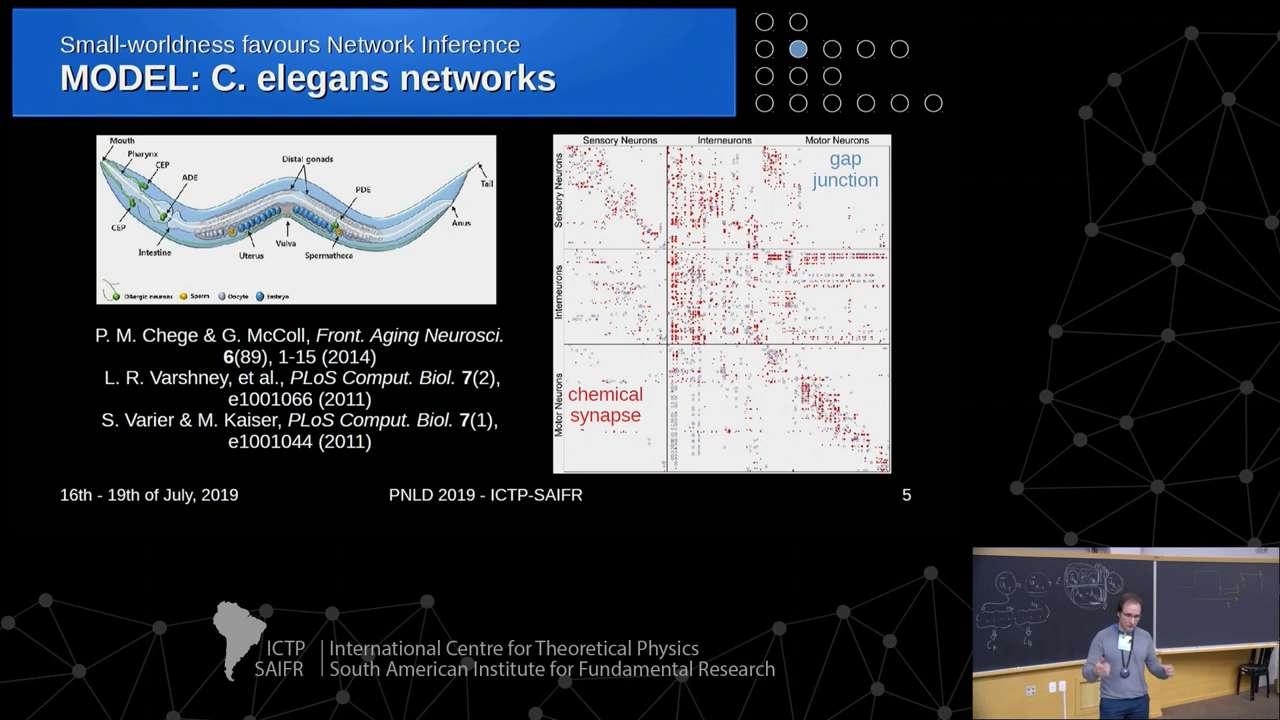 Small-worldness favours Network Inference
MODEL: C. elegans networks
Mouth
Pharynx
CEP
ADE
Distal gonads
PDE
Tail
CEP
Intestine
Uterus
Vulva
Spermatheca
Anus
DAergic neurons
Sperm
Oocyte
Embryo
Sensory Neurons
Interneurons
Motor Neurons
Sensory Neurons
Interneurons
Motor Neurons
gap
junction
chemical
synapse
P. M. Chege & G. McColl, Front. Aging Neurosci.
6(89), 1-15 (2014)
L. R. Varshney, et al., PLoS Comput. Biol. 7(2),
e1001066 (2011)
S. Varier & M. Kaiser, PLoS Comput. Biol. 7(1),
e1001044 (2011)
16th - 19th of July, 2019
PNLD 2019 - ICTP-SAIFR
5
ICTP
SAIFR
International Centre for Theoretical Physics
South American Institute for Fundamental Research